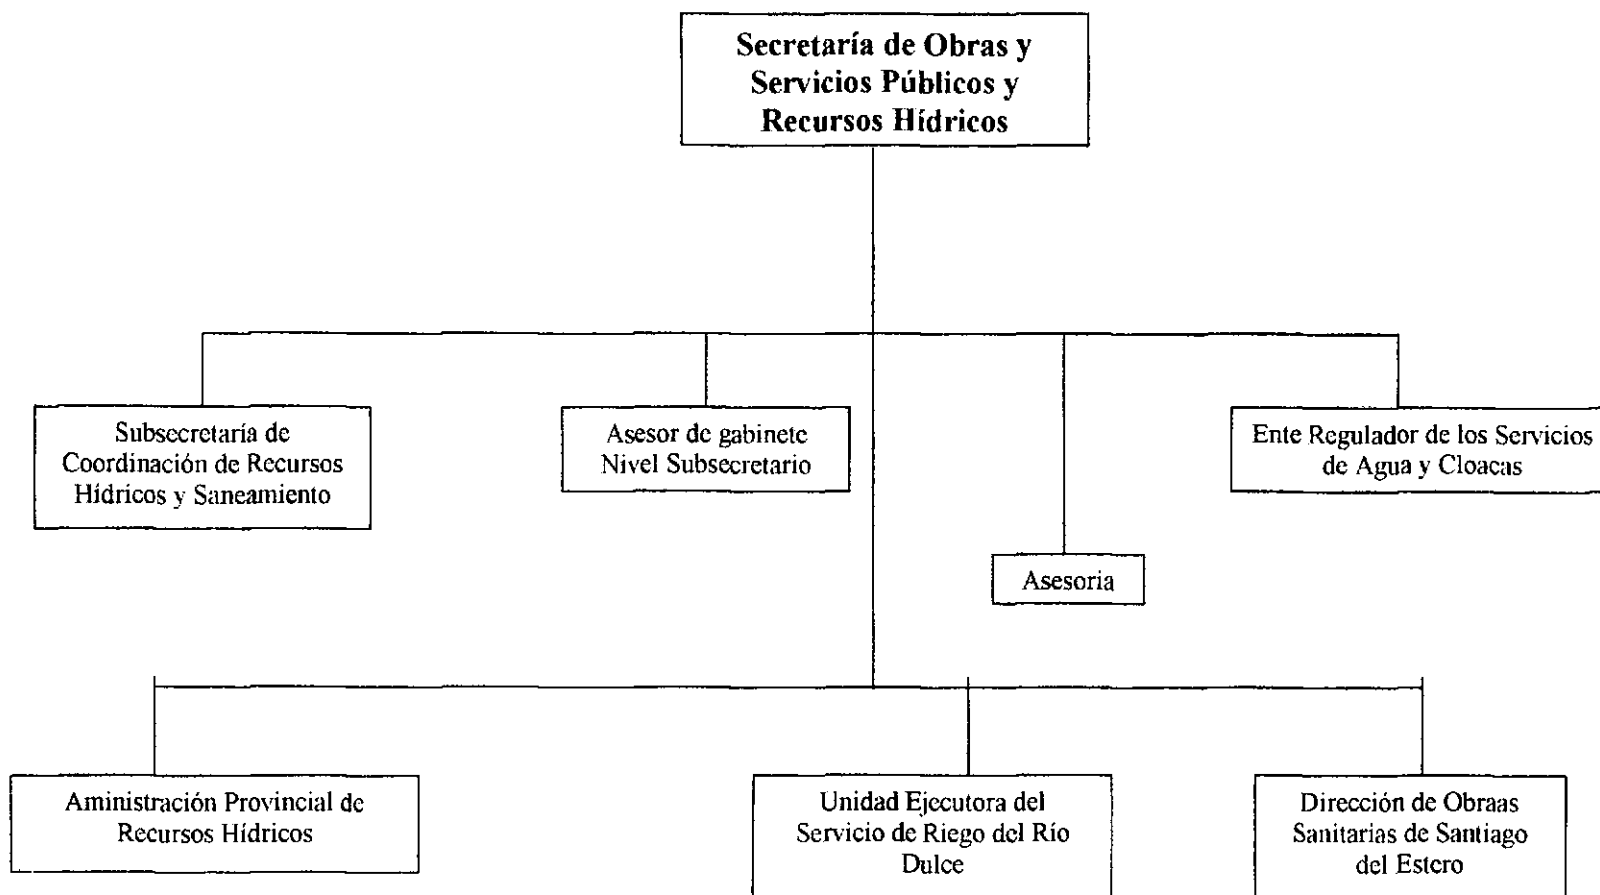 Secretaría de Obras y
Servicios Públicos y
Recursos Hídricos
Subsecretaría de
Coordinación de Recursos
Hídricos y Saneamiento
Asesor de gabinete
Nivel Subsecretario
Ente Regulador de los Servicios
de Agua y Cloacas
Asesoria
Aministración Provincial de
Recursos Hídricos
Unidad Ejecutora del
Servicio de Riego del Río
Dulce
Dirección de Obraas
Sanitarias de Santiago
del Estero